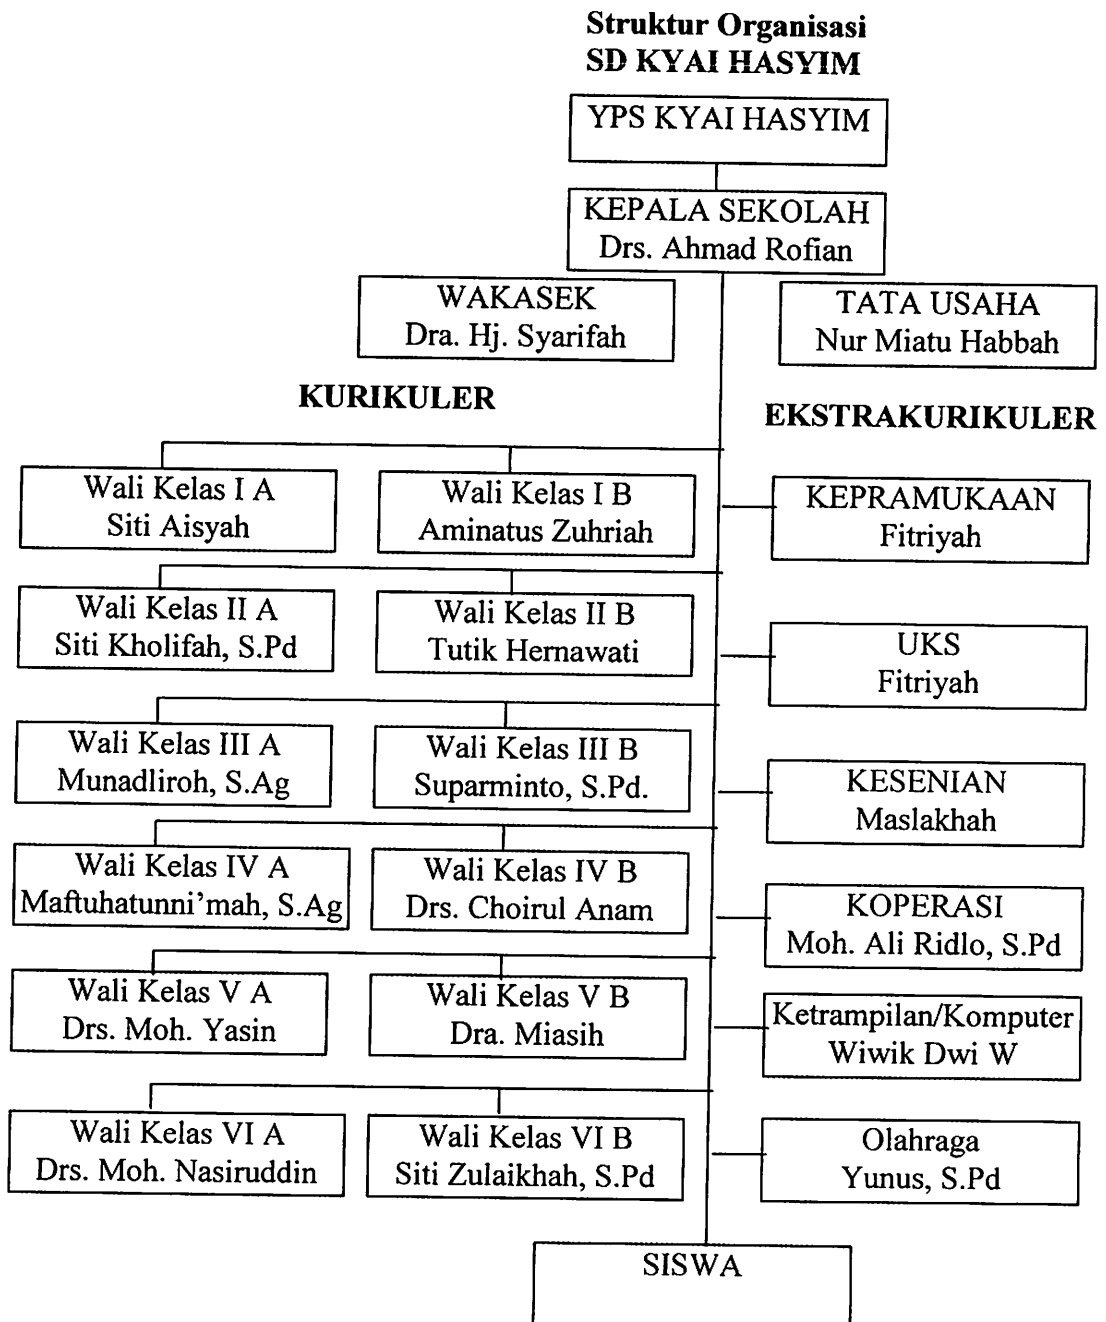 Struktur Organisasi
SD KYAI HASYIM
YPS KYAI HASYIM
KEPALA SEKOLAH
Drs. Ahmad Rofian
WAKASEK
Dra. Hj. Syarifah
TATA USAHA
Nur Miatu Habbah
KURIKULER
EKSTRAKURIKULER
Wali Kelas I A
Siti Aisyah
Wali Kelas I B
Aminatus Zuhriah
KEPRAMUKAAN
Fitriyah
Wali Kelas II A
Siti Kholifah, S.Pd
Wali Kelas II B
Tutik Hernawati
UKS
Fitriyah
Wali Kelas III A
Munadliroh, S.Ag
Wali Kelas III B
Suparminto, S.Pd.
KESENIAN
Maslakhah
Wali Kelas IV A
Maftuhatunni’mah, S.Ag
Wali Kelas IV B
Drs. Choirul Anam
KOPERASI
Moh. Ali Ridlo, S.Pd
Wali Kelas V A
Drs. Moh. Yasin
Wali Kelas V B
Dra. Miasih
Ketrampilan/Komputer
Wiwik Dwi W
Wali Kelas VI A
Drs. Moh. Nasiruddin
Wali Kelas VI B
Siti Zulaikhah, S.Pd
Olahraga
Yunus, S.Pd
SISWA